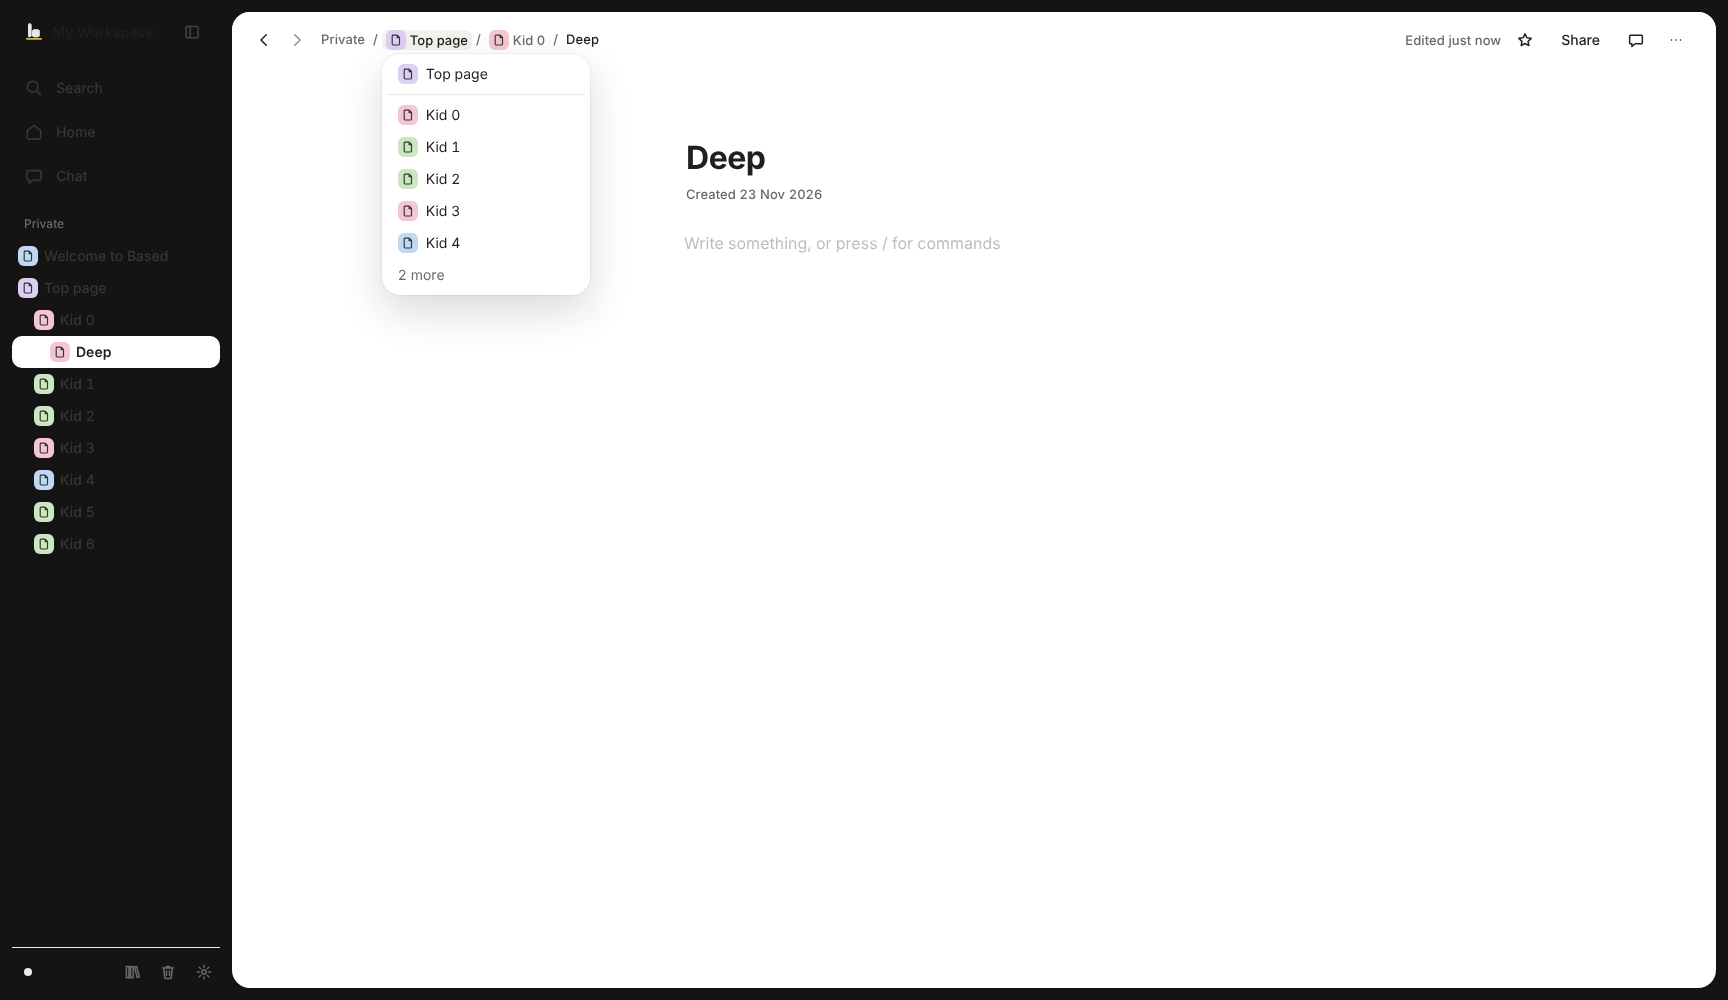 My Workspace
Search
Home
Chat
Private
Welcome to Based
Top page
Kid 0
Deep
Kid 1
Kid 2
Kid 3
Kid 4
Kid 5
Kid 6
Private / Top page / Kid 0 / Deep
Edited just now
Share
Top page
Kid 0
Kid 1
Kid 2
Kid 3
Kid 4
2 more
Deep
Created 23 Nov 2026
Write something, or press / for commands